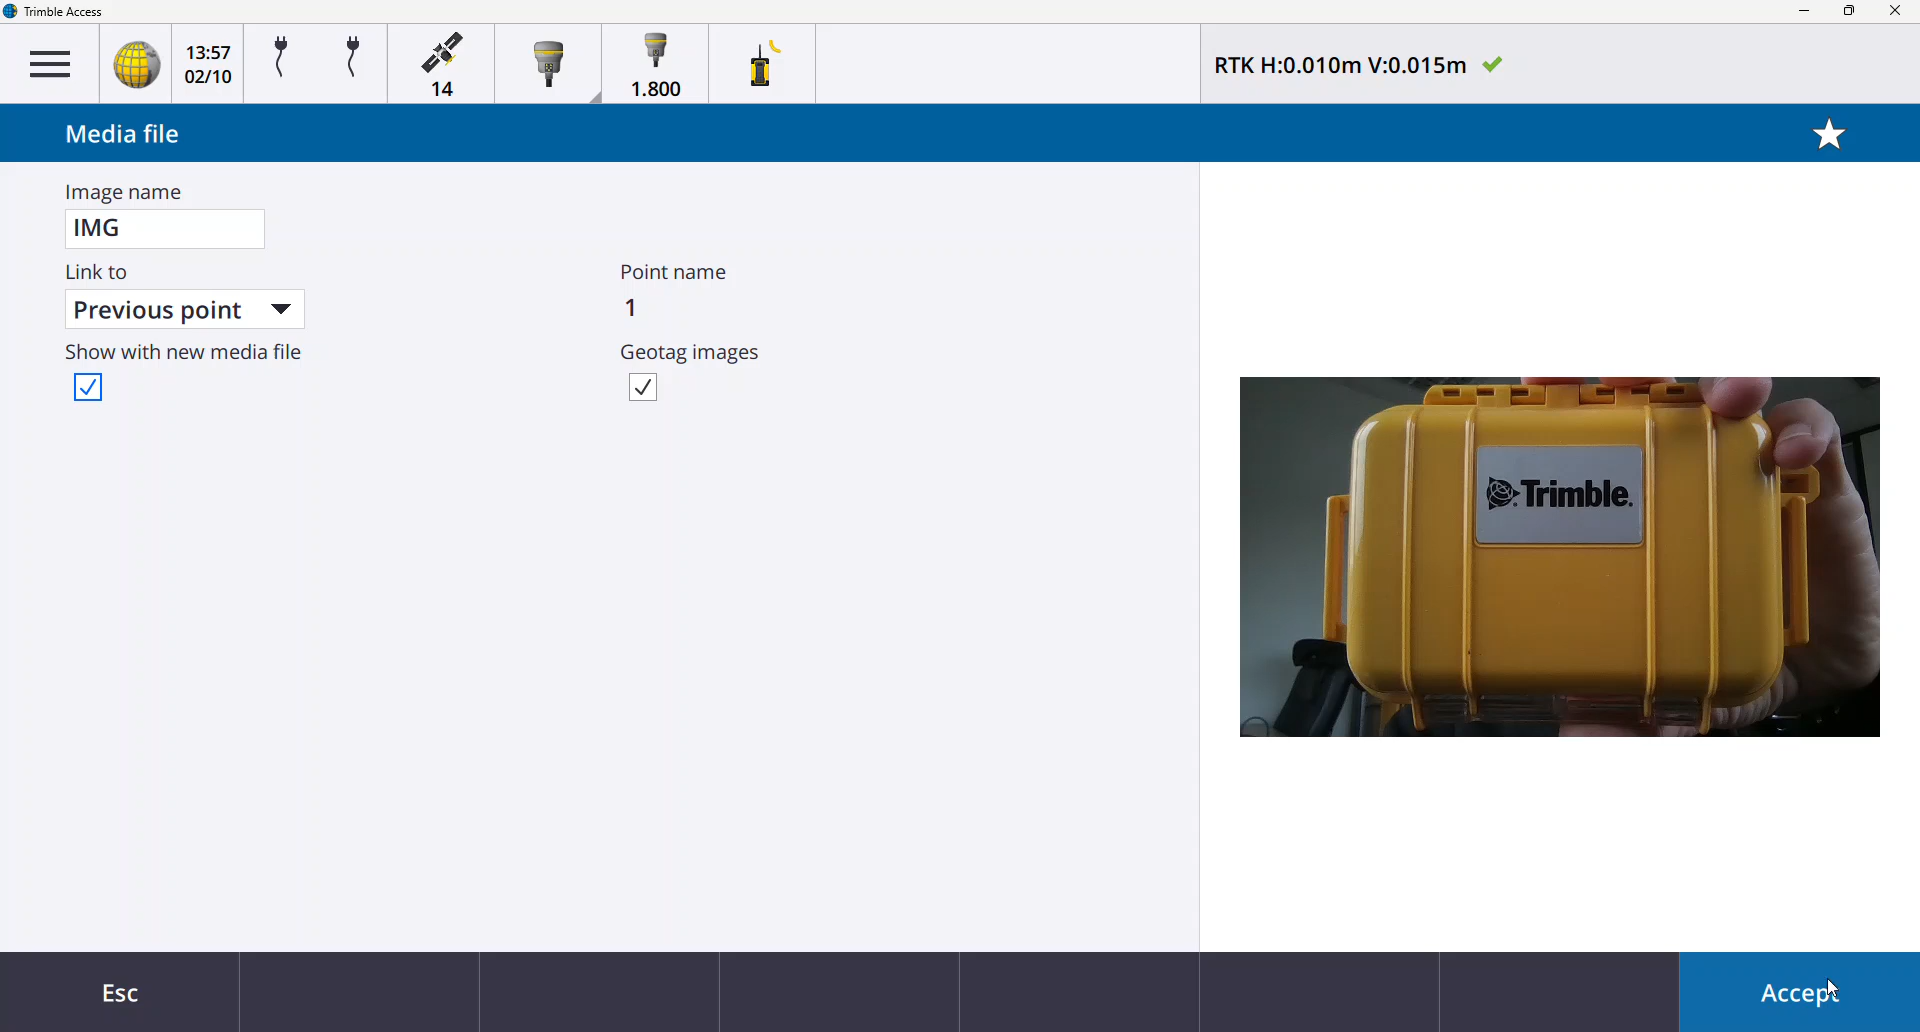 Trimble Access
13:57
02/10
14
1.800
RTK H:0.010m V:0.015m
Media file
Image name
IMG
Link to
Point name
Previous point
1
Show with new media file
Geotag images
Trimble.
Esc
Accept